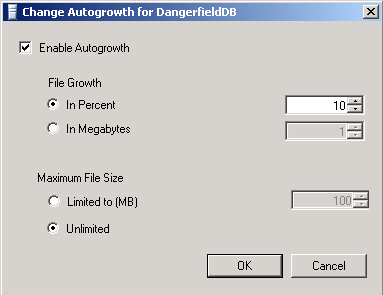 Change Autogrowth for DangerfieldDB
Enable Autogrowth
File Growth
In Percent 10
In Megabytes 1
Maximum File Size
Limited to (MB) 100
Unlimited
OK Cancel